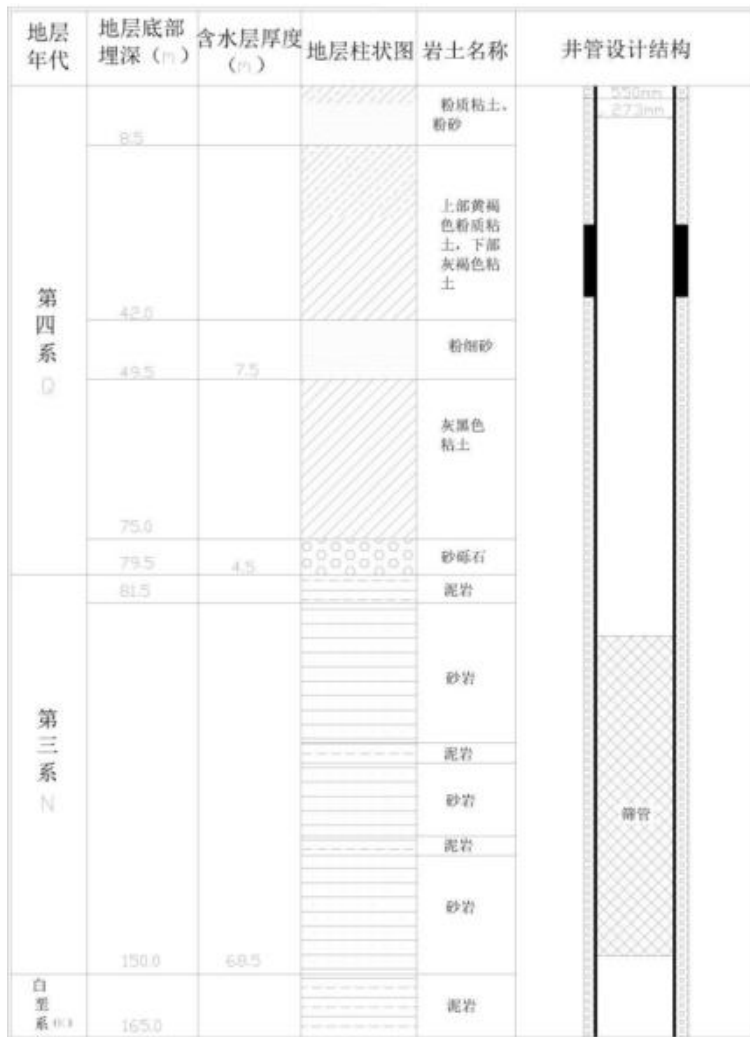 地层
年代
地层底部
埋深（m）
含水层厚度
（m）
地层柱状图
岩土名称
井管设计结构
550mm
273mm
粉质粘土、
粉砂
8.5
上部黄褐
色粉质粘
土，下部
灰褐色粘
土
42.0
第
四
系
Q
粉细砂
49.5
7.5
灰黑色
粘土
75.0
砂砾石
79.5
4.5
泥岩
81.5
砂岩
第
三
系
N
泥岩
砂岩
筛管
泥岩
砂岩
150.0
68.5
白
垩
系(K)
泥岩
165.0